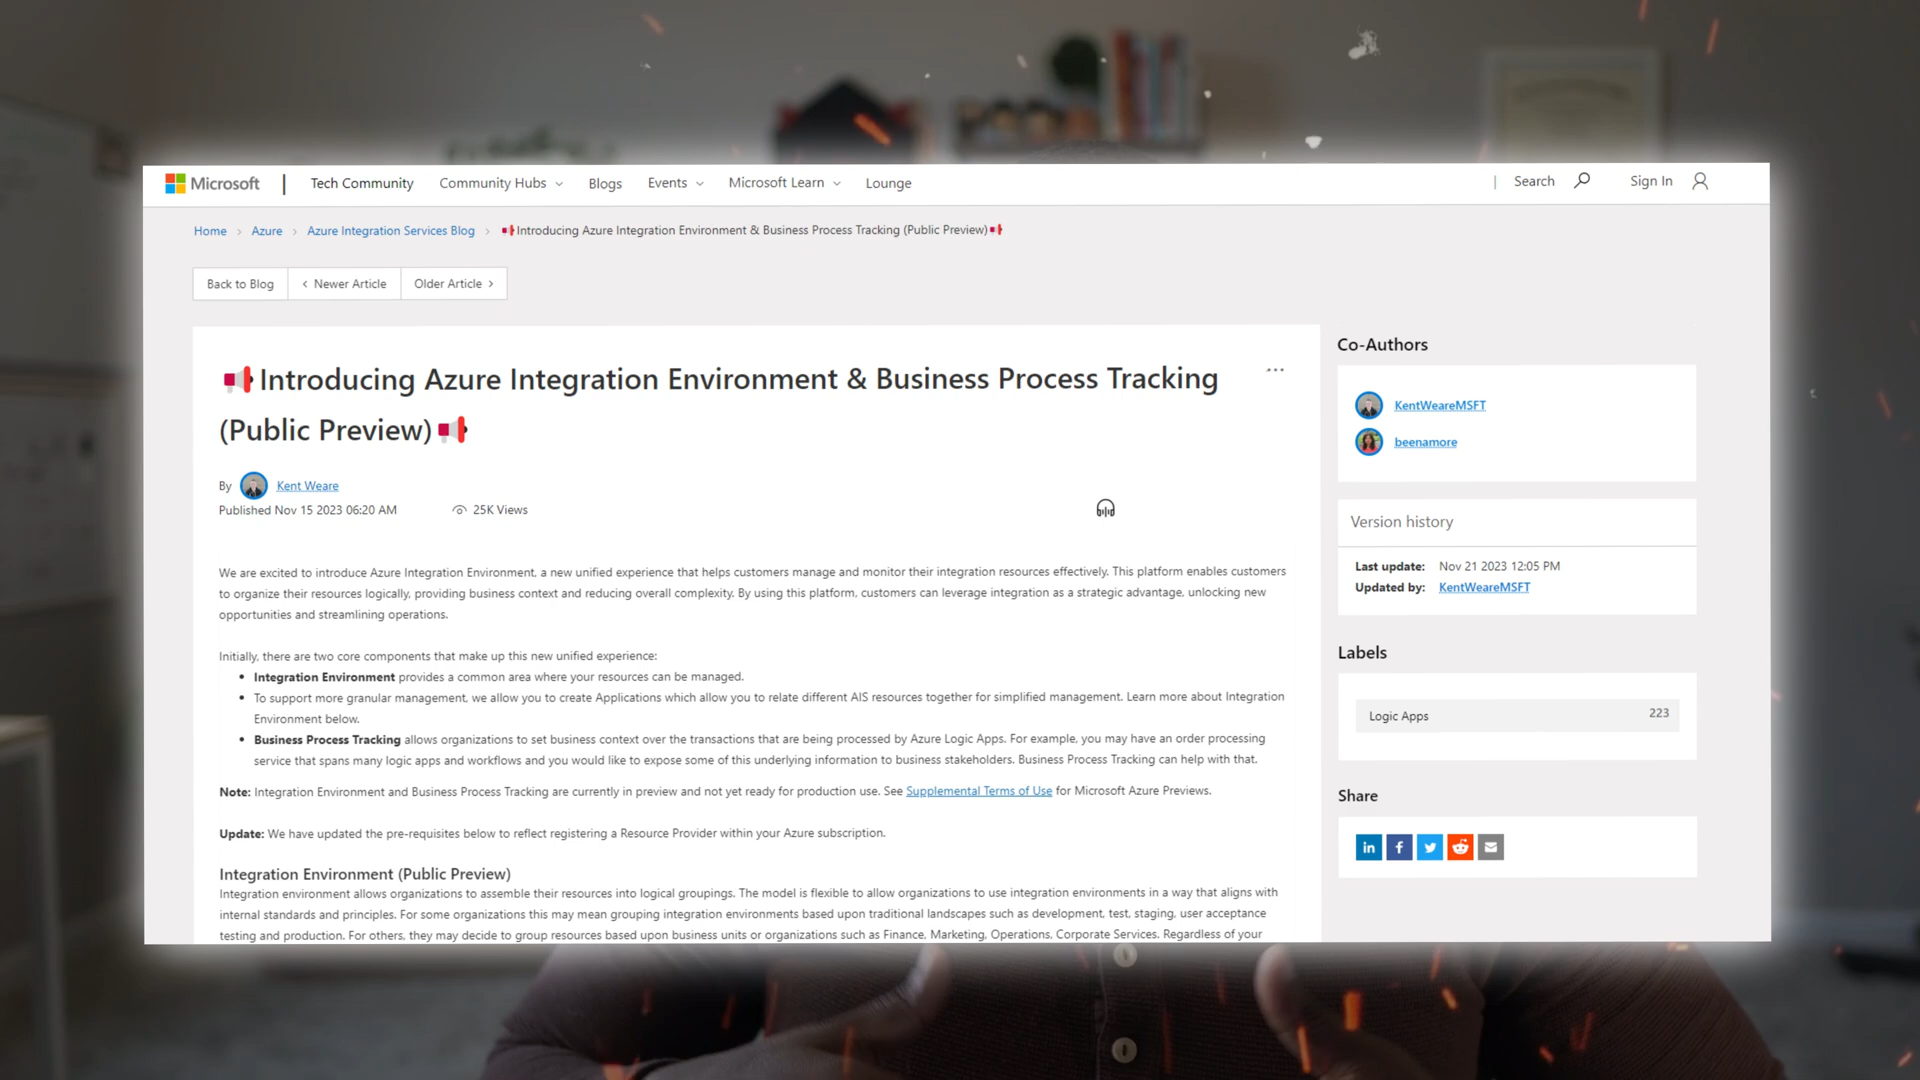 Microsoft | Tech Community Community Hubs Blogs Events Microsoft Learn Lounge | Search Sign In
Home › Azure › Azure Integration Services Blog › Introducing Azure Integration Environment & Business Process Tracking (Public Preview)
Back to Blog ‹ Newer Article Older Article ›
Introducing Azure Integration Environment & Business Process Tracking
(Public Preview)
By Kent Weare
Published Nov 15 2023 06:20 AM 25K Views
We are excited to introduce Azure Integration Environment, a new unified experience that helps customers manage and monitor their integration resources effectively. This platform enables customers
to organize their resources logically, providing business context and reducing overall complexity. By using this platform, customers can leverage integration as a strategic advantage, unlocking new
opportunities and streamlining operations.
Initially, there are two core components that make up this new unified experience:
• Integration Environment provides a common area where your resources can be managed.
• To support more granular management, we allow you to create Applications which allow you to relate different AIS resources together for simplified management. Learn more about Integration
Environment below.
• Business Process Tracking allows organizations to set business context over the transactions that are being processed by Azure Logic Apps. For example, you may have an order processing
service that spans many logic apps and workflows and you would like to expose some of this underlying information to business stakeholders. Business Process Tracking can help with that.
Note: Integration Environment and Business Process Tracking are currently in preview and not yet ready for production use. See Supplemental Terms of Use for Microsoft Azure Previews.
Update: We have updated the pre-requisites below to reflect registering a Resource Provider within your Azure subscription.
Integration Environment (Public Preview)
Integration environment allows organizations to assemble their resources into logical groupings. The model is flexible to allow organizations to use integration environments in a way that aligns with
internal standards and principles. For some organizations this may mean grouping integration environments based upon traditional landscapes such as development, test, staging, user acceptance
testing and production. For others, they may decide to group resources based upon business units or organizations such as Finance, Marketing, Operations, Corporate Services. Regardless of your
Co-Authors
KentWeareMSFT
beenamore
Version history
Last update: Nov 21 2023 12:05 PM
Updated by: KentWeareMSFT
Labels
Logic Apps 223
Share